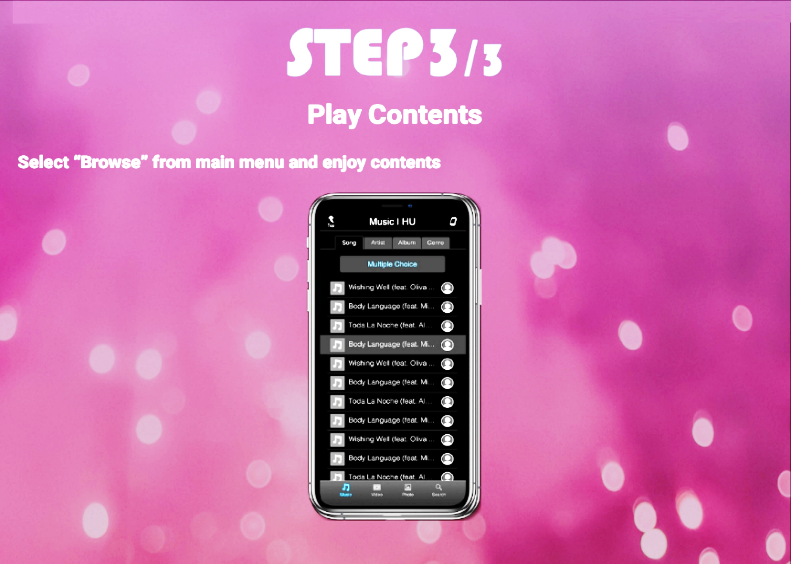 STEP3/3
Play Contents
Select "Browse" from main menu and enjoy contents
Music | HU
Song Artist Album Genre
Multiple Choice
Wishing Well (feat. Oliva ...
Body Language (feat. Mi...
Toda La Noche (feat. Al...
Body Language (feat. Mi...
Wishing Well (feat. Oliva ...
Body Language (feat. Mi...
Toda La Noche (feat. Al...
Body Language (feat. Mi...
Wishing Well (feat. Oliva ...
Body Language (feat. Mi...
Toda La Noche (feat. Al
Music Video Photo Search